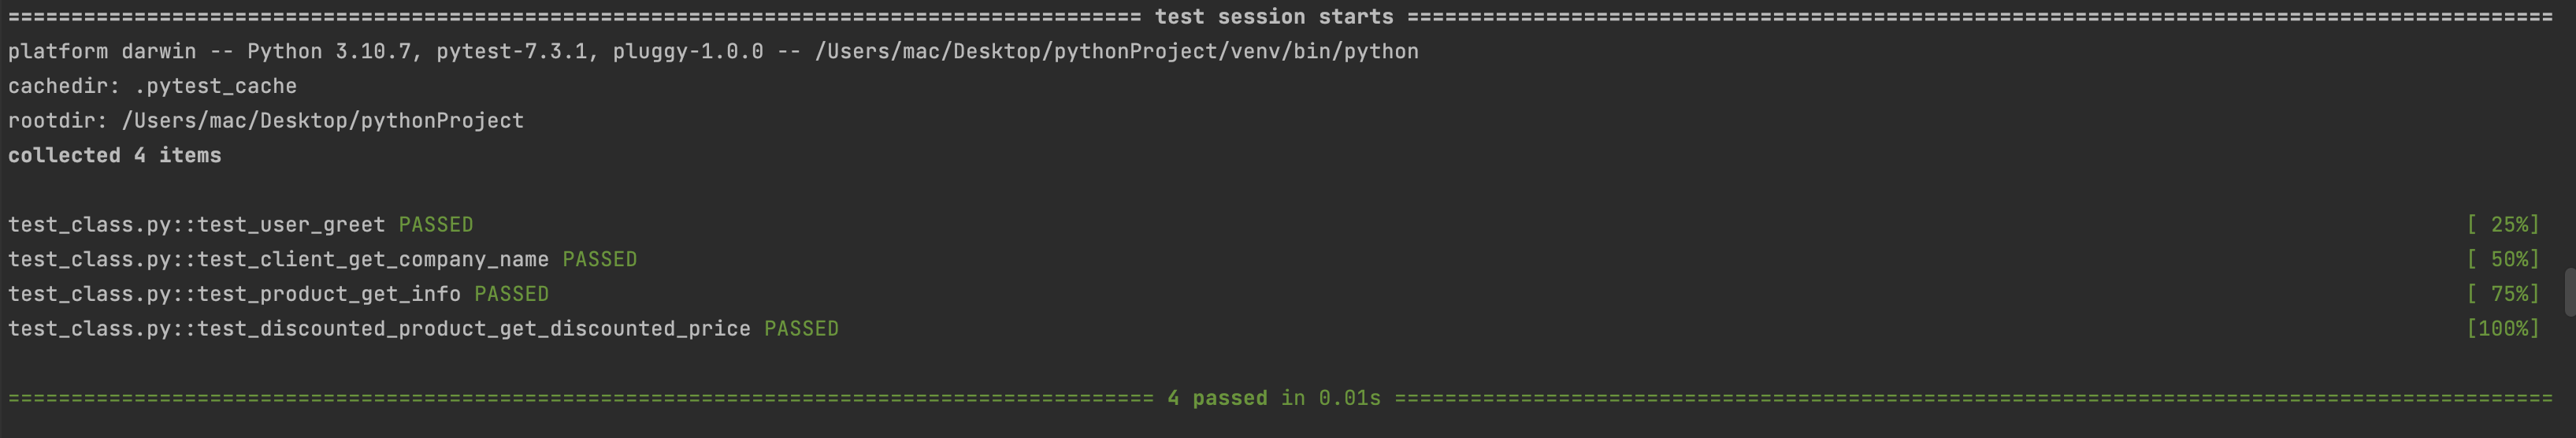 ========================================================================================== test session starts ===========================================================================================
platform darwin -- Python 3.10.7, pytest-7.3.1, pluggy-1.0.0 -- /Users/mac/Desktop/pythonProject/venv/bin/python
cachedir: .pytest_cache
rootdir: /Users/mac/Desktop/pythonProject
collected 4 items
test_class.py::test_user_greet PASSED [ 25%]
test_class.py::test_client_get_company_name PASSED [ 50%]
test_class.py::test_product_get_info PASSED [ 75%]
test_class.py::test_discounted_product_get_discounted_price PASSED [100%]
=========================================================================================== 4 passed in 0.01s ============================================================================================